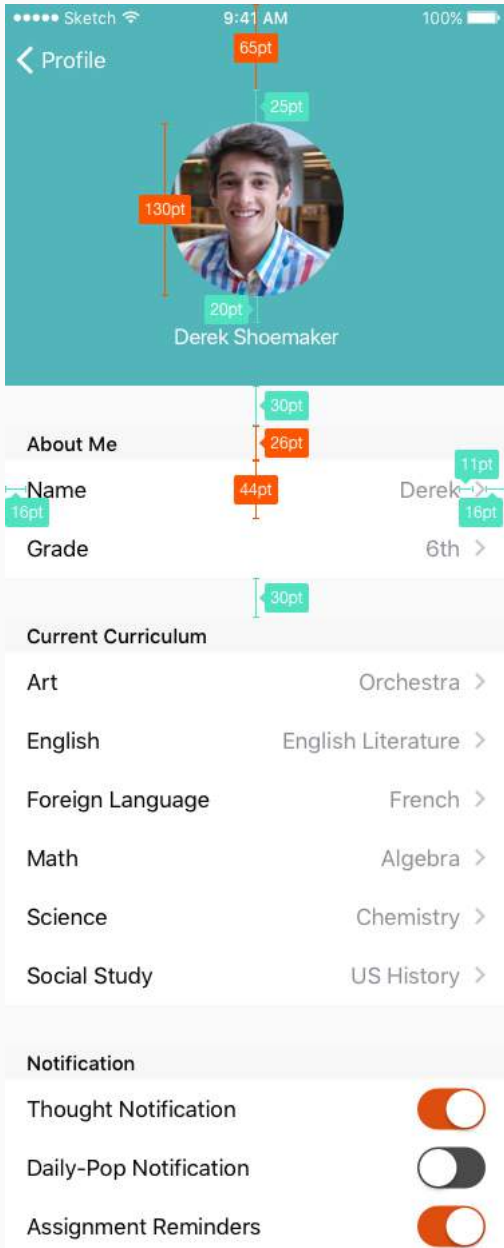 Sketch 9:41 AM 100%
Profile 65pt
25pt
130pt
20pt
Derek Shoemaker
30pt
About Me 26pt
11pt
Name 44pt Derek
16pt 16pt
Grade 6th
30pt
Current Curriculum
Art Orchestra
English English Literature
Foreign Language French
Math Algebra
Science Chemistry
Social Study US History
Notification
Thought Notification
Daily-Pop Notification
Assignment Reminders